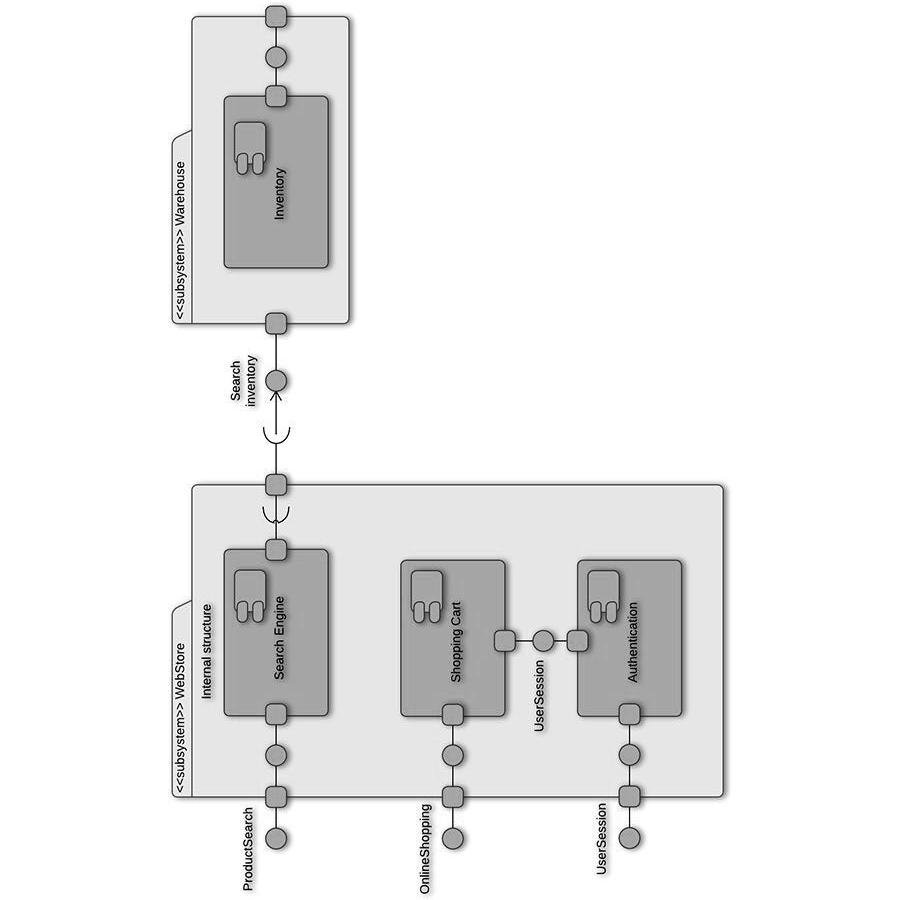 <<subsystem>> WebStore
Internal structure
ProductSearch
Search Engine
OnlineShopping
Shopping Cart
UserSession
UserSession
Authentication
Search
inventory
<<subsystem>> Warehouse
Inventory